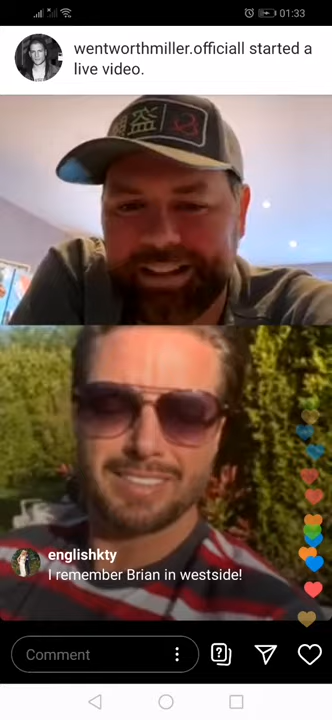 01:33
wentworthmiller.officiall started a
live video.
englishkty
I remember Brian in westside!
Comment